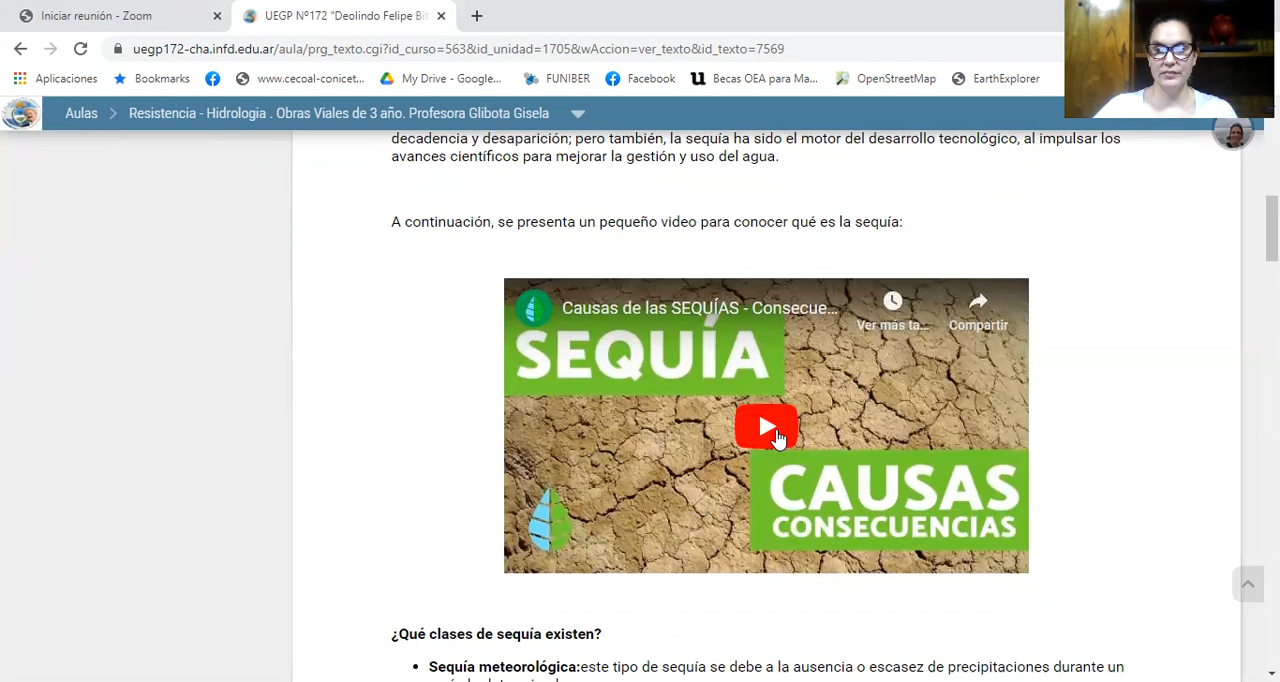 Iniciar reunión - Zoom
UEGP Nº172 "Deolindo Felipe Bit
uegp172-cha.infd.edu.ar/aula/prg_texto.cgi?id_curso=563&id_unidad=1705&wAccion=ver_texto&id_texto=7569
Aplicaciones Bookmarks www.cecoal-conicet... My Drive - Google... FUNIBER Facebook Becas OEA para Ma... OpenStreetMap EarthExplorer
Aulas Resistencia - Hidrologia . Obras Viales de 3 año. Profesora Glibota Gisela
decadencia y desaparición; pero también, la sequía ha sido el motor del desarrollo tecnológico, al impulsar los
avances científicos para mejorar la gestión y uso del agua.
A continuación, se presenta un pequeño video para conocer qué es la sequía:
Causas de las SEQUÍAS - Consecue...
Ver más ta...
Compartir
SEQUÍA
CAUSAS
CONSECUENCIAS
¿Qué clases de sequía existen?
• Sequía meteorológica:este tipo de sequía se debe a la ausencia o escasez de precipitaciones durante un